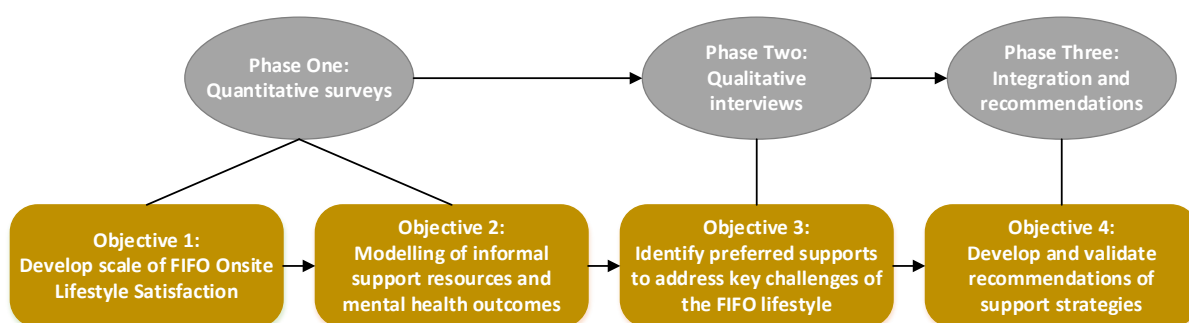 Phase One:
Quantitative surveys
Phase Two:
Qualitative
interviews
Phase Three:
Integration and
recommendations
Objective 1:
Develop scale of FIFO Onsite
Lifestyle Satisfaction
Objective 2:
Modelling of informal
support resources and
mental health outcomes
Objective 3:
Identify preferred supports
to address key challenges of
the FIFO lifestyle
Objective 4:
Develop and validate
recommendations of
support strategies